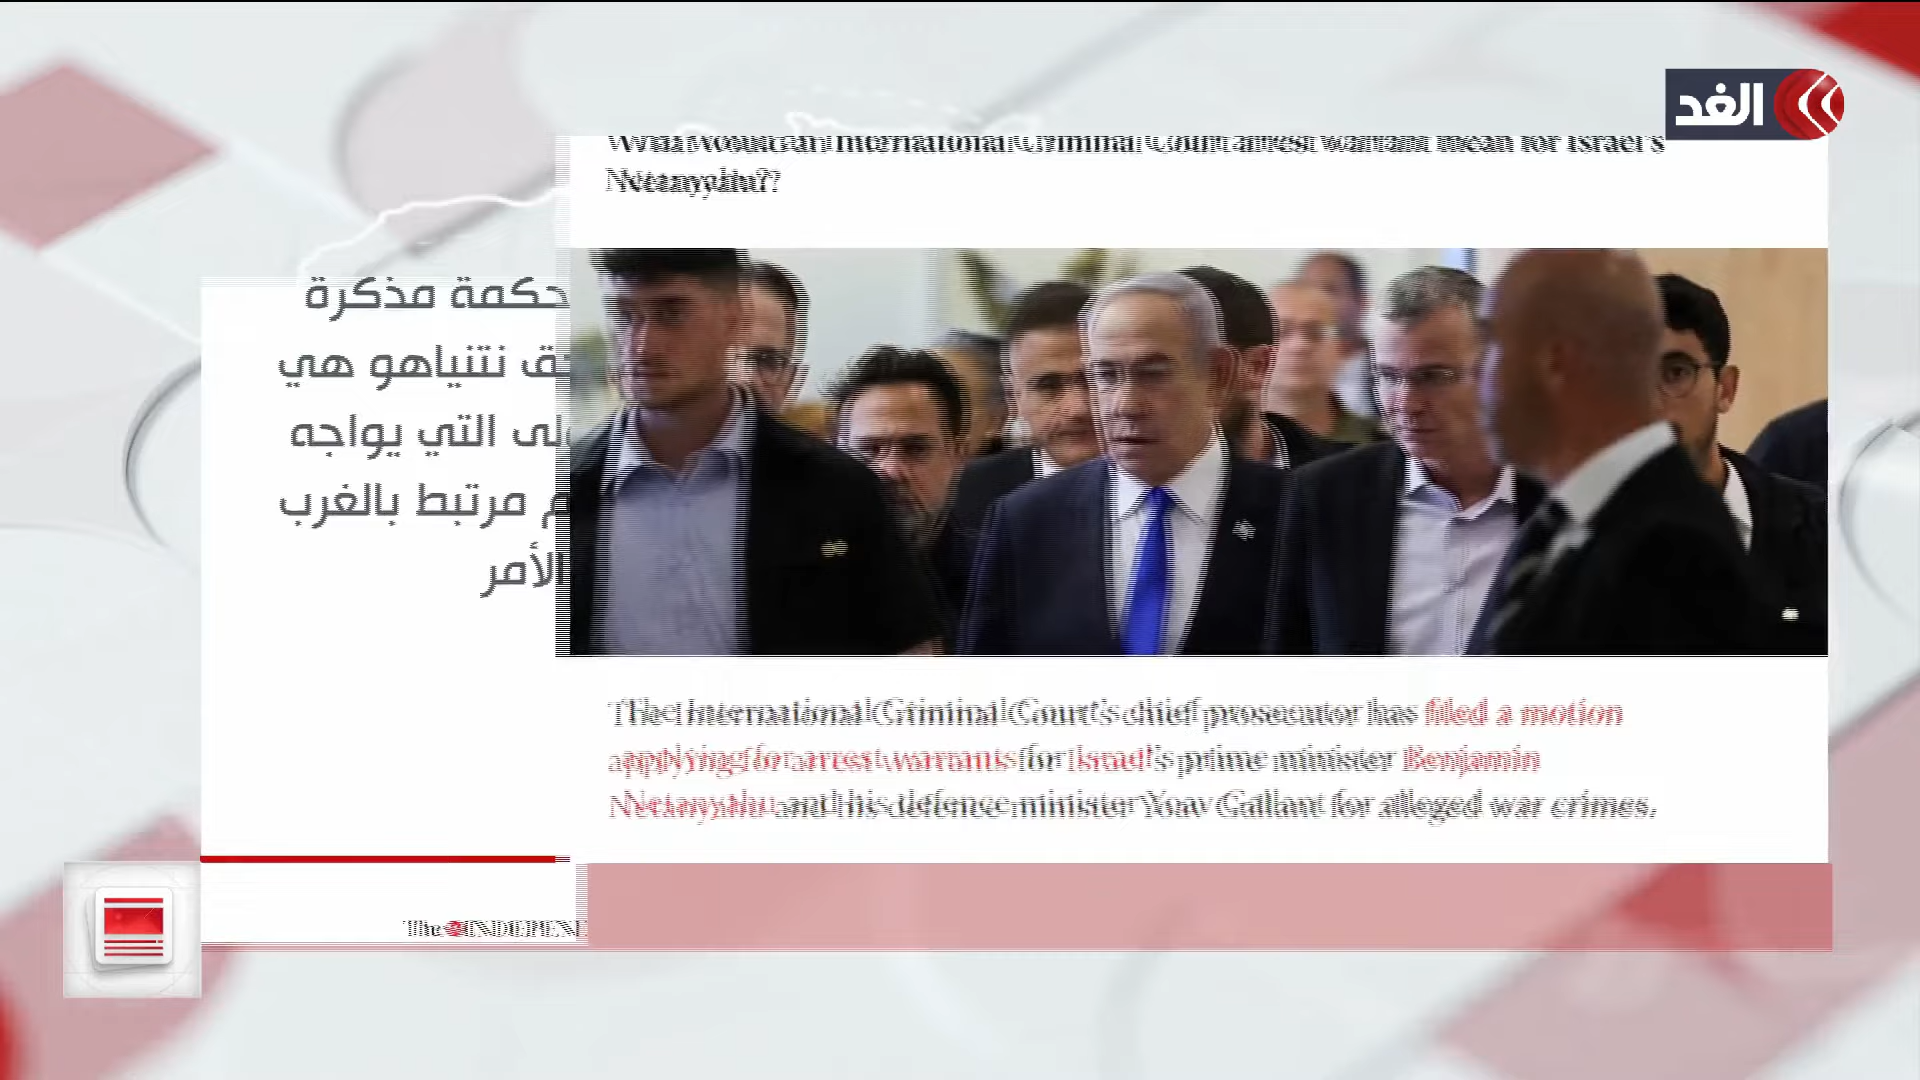 الغد
What would an International Criminal Court arrest warrant mean for Israel's
Netanyahu?
مذكرة
نتنياهو هي
التي يواجه
مرتبط بالغرب
الأمر
The International Criminal Court's chief prosecutor has filed a motion
applying for arrest warrants for Israel's prime minister Benjamin
Netanyahu and his defence minister Yoav Gallant for alleged war crimes.
The INDEPEN